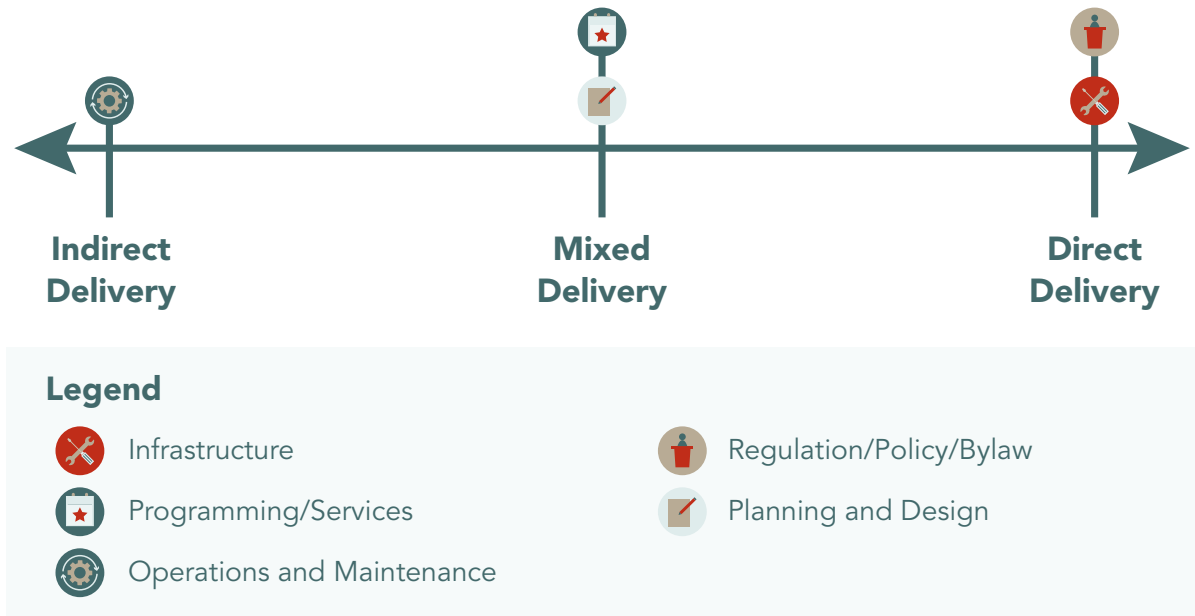 Indirect
Delivery
Mixed
Delivery
Direct
Delivery
Legend
Infrastructure
Programming/Services
Operations and Maintenance
Regulation/Policy/Bylaw
Planning and Design